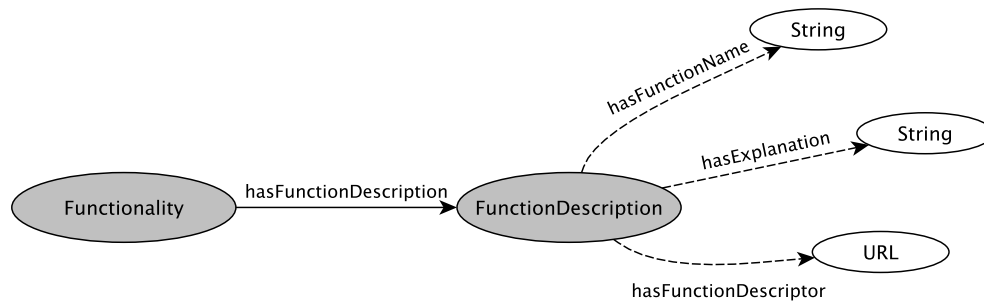 String
hasFunctionName
String
hasExplanation
hasFunctionDescription
Functionality
FunctionDescription
URL
hasFunctionDescriptor